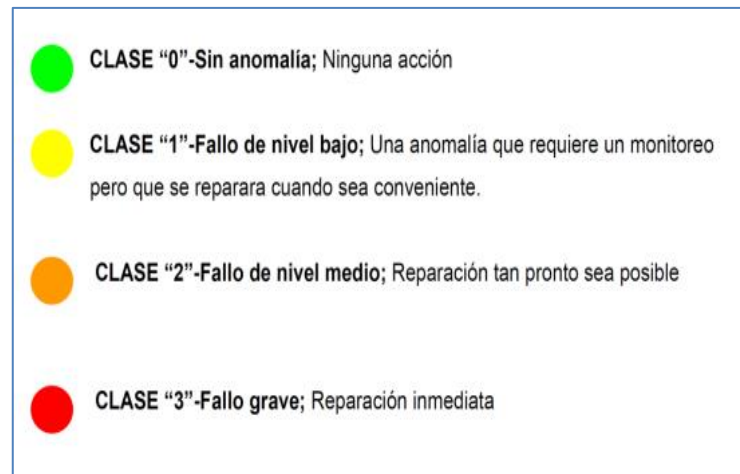 CLASE “0”-Sin anomalía; Ninguna acción
CLASE “1”-Fallo de nivel bajo; Una anomalía que requiere un monitoreo
pero que se reparara cuando sea conveniente.
CLASE “2”-Fallo de nivel medio; Reparación tan pronto sea posible
CLASE “3”-Fallo grave; Reparación inmediata